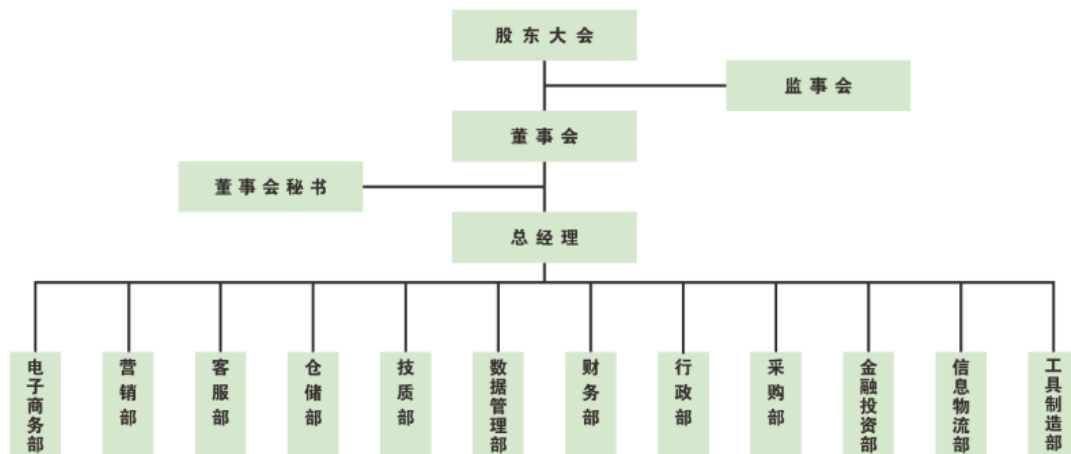 股东大会
监事会
董事会
董事会秘书
总经理
电子商务部
营销部
客服部
仓储部
技质部
数据管理部
财务部
行政部
采购部
金融投资部
信息物流部
工具制造部